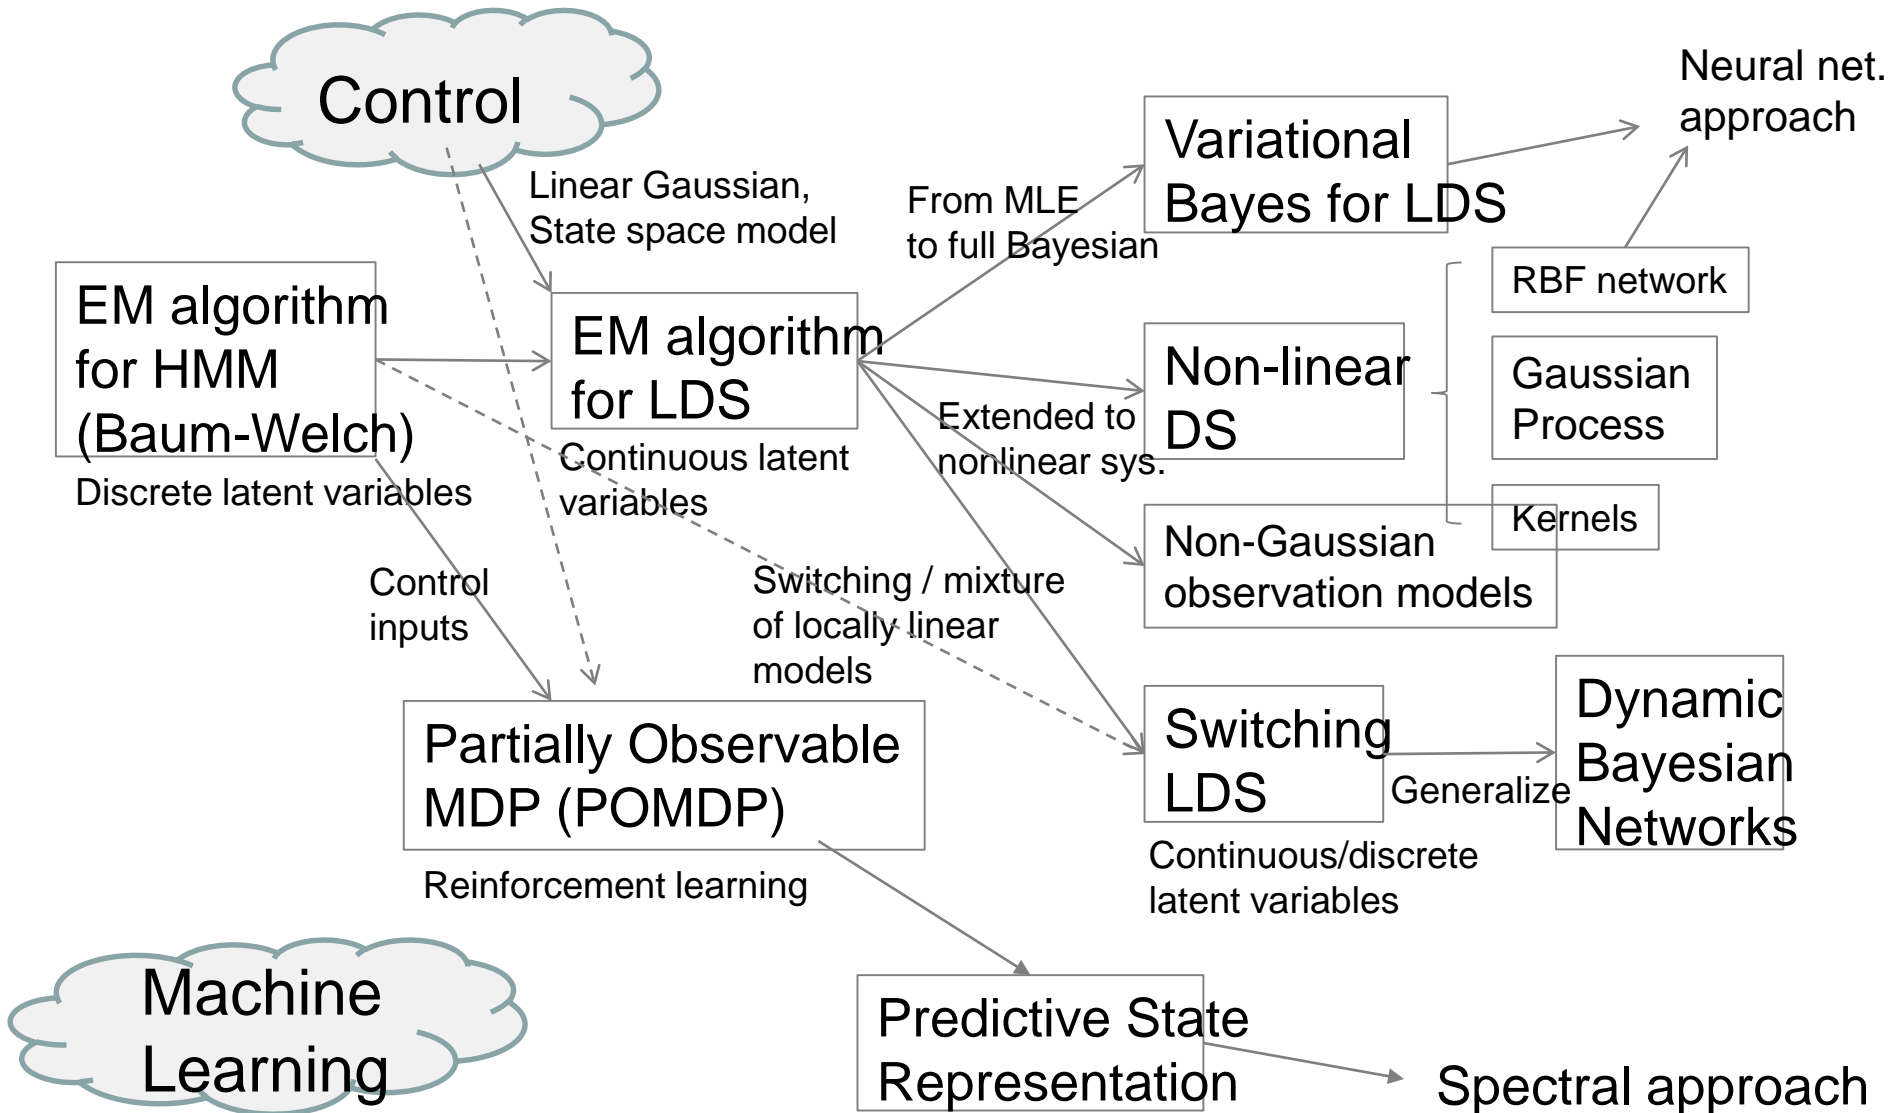 Control
Neural net.
approach
Variational
Bayes for LDS
Linear Gaussian,
State space model
From MLE
to full Bayesian
RBF network
EM algorithm
for HMM
(Baum-Welch)
Discrete latent variables
EM algorithm
for LDS
Continuous latent
variables
Non-linear
DS
Extended to
nonlinear sys.
Gaussian
Process
Kernels
Non-Gaussian
observation models
Control
inputs
Switching / mixture
of locally linear
models
Partially Observable
MDP (POMDP)
Reinforcement learning
Switching
LDS
Generalize
Continuous/discrete
latent variables
Dynamic
Bayesian
Networks
Machine
Learning
Predictive State
Representation
Spectral approach